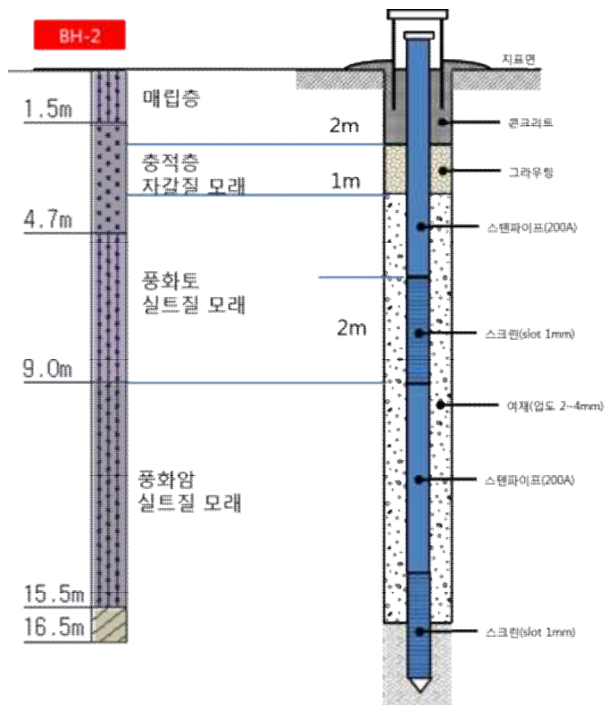 BH-2
지표면
매립층
1.5m
2m
콘크리트
충적층
자갈질 모래
1m
그라우팅
4.7m
스텐파이프(200A)
풍화토
실트질 모래
2m
스크린(slot 1mm)
9.0m
여재(입도 2~4mm)
풍화암
실트질 모래
스텐파이프(200A)
15.5m
16.5m
스크린(slot 1mm)